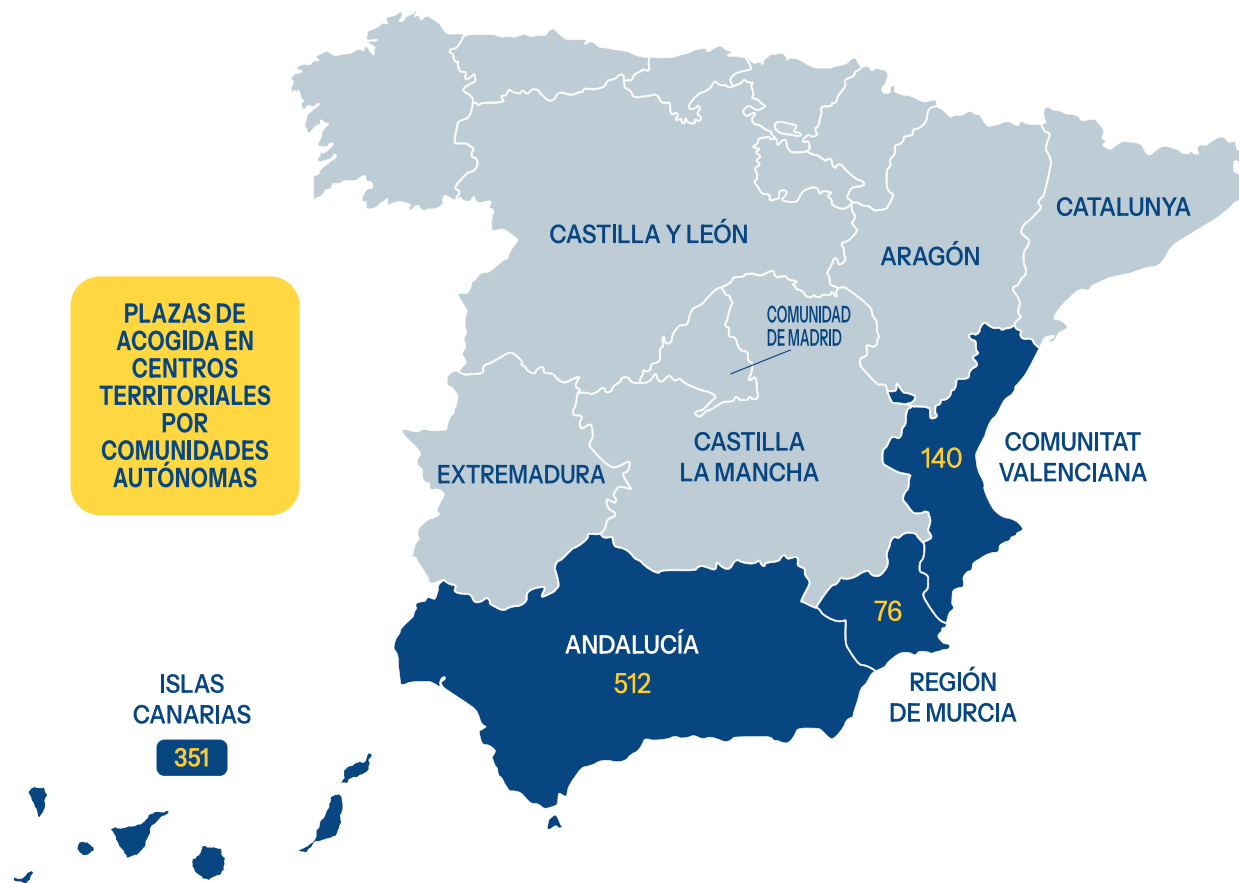 PLAZAS DE
ACOGIDA EN
CENTROS
TERRITORIALES
POR
COMUNIDADES
AUTÓNOMAS
CASTILLA Y LEÓN
CATALUNYA
ARAGÓN
COMUNIDAD
DE MADRID
EXTREMADURA
CASTILLA
LA MANCHA
140
COMUNITAT
VALENCIANA
76
REGIÓN
DE MURCIA
ANDALUCÍA
512
ISLAS
CANARIAS
351